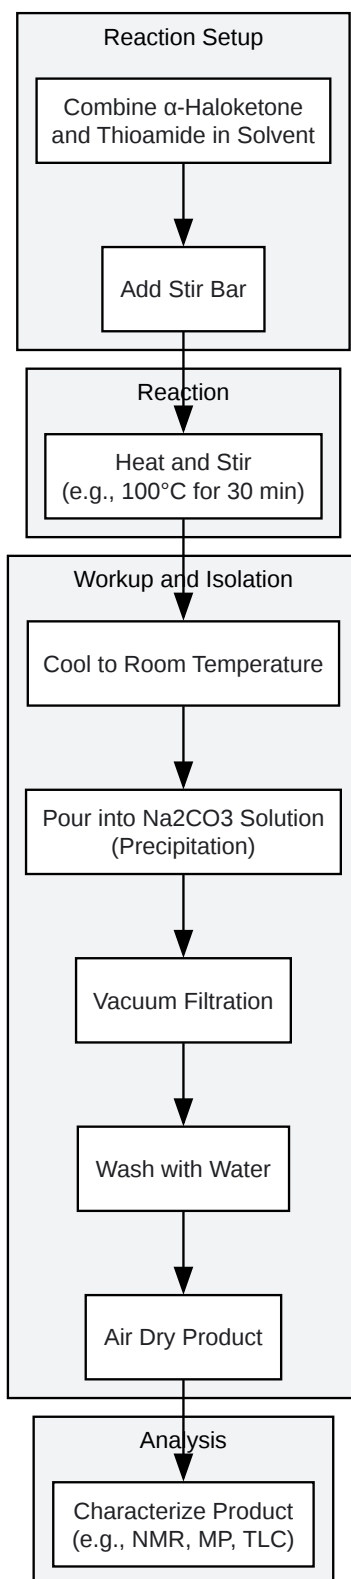 Reaction Setup
Combine α-Haloketone
and Thioamide in Solvent
Add Stir Bar
Reaction
Heat and Stir
(e.g., 100°C for 30 min)
Workup and Isolation
Cool to Room Temperature
Pour into Na2CO3 Solution
(Precipitation)
Vacuum Filtration
Wash with Water
Air Dry Product
Analysis
Characterize Product
(e.g., NMR, MP, TLC)